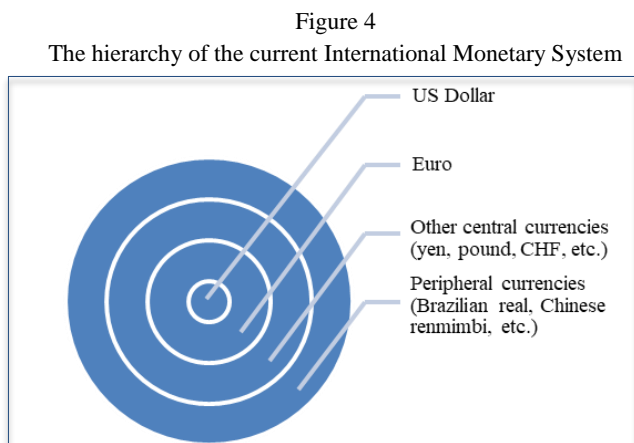 Figure 4
The hierarchy of the current International Monetary System
US Dollar
Euro
Other central currencies
(yen, pound, CHF, etc.)
Peripheral currencies
(Brazilian real, Chinese
renmimbi, etc.)